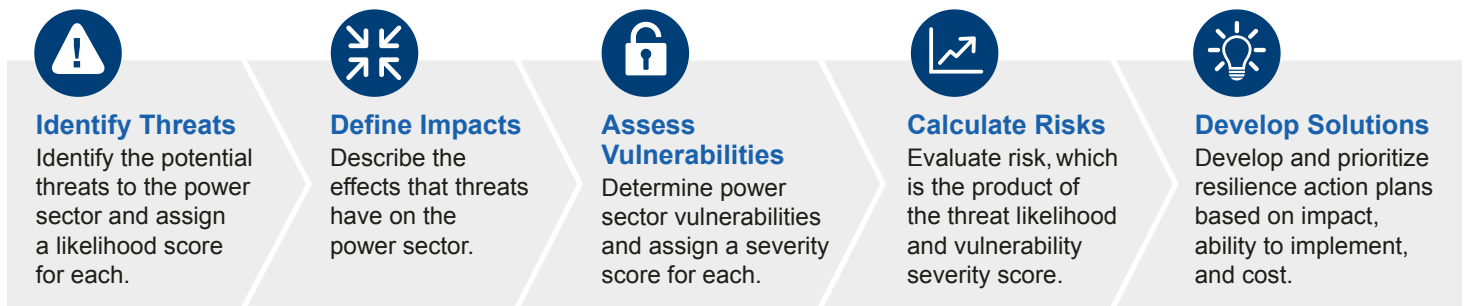 Identify Threats
Identify the potential
threats to the power
sector and assign
a likelihood score
for each.
Define Impacts
Describe the
effects that threats
have on the
power sector.
Assess
Vulnerabilities
Determine power
sector vulnerabilities
and assign a severity
score for each.
Calculate Risks
Evaluate risk, which
is the product of
the threat likelihood
and vulnerability
severity score.
Develop Solutions
Develop and prioritize
resilience action plans
based on impact,
ability to implement,
and cost.